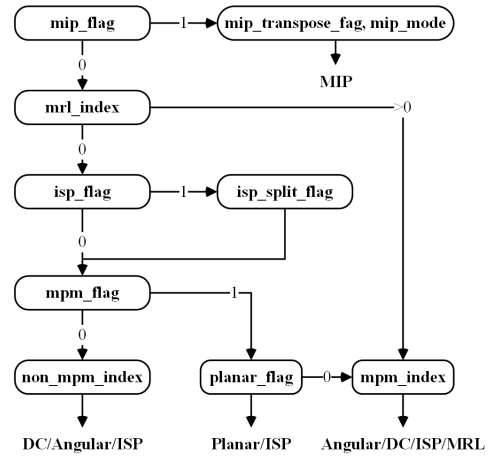 mip_flag 1 mip_transpose_fag, mip_mode
0 MIP
mrl_index >0
0
isp_flag 1 isp_split_flag
0
mpm_flag 1
0
non_mpm_index planar_flag 0 mpm_index
DC/Angular/ISP Planar/ISP Angular/DC/ISP/MRL